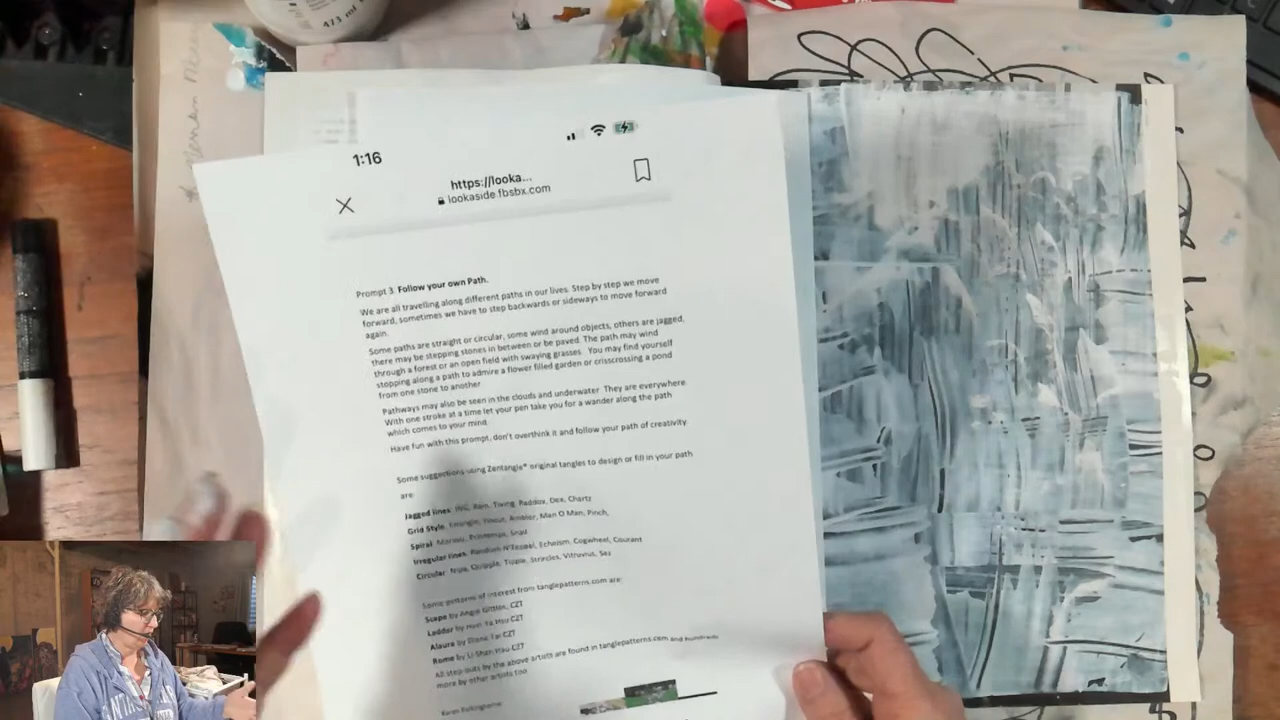 473 ml
1:16
https://looka...
lookaside.fbsbx.com
Prompt 3 Follow your own Path.
We are all travelling along different paths in our lives. Step by step we move
forward, sometimes we have to step backwards or sideways to move forward
again.
Some paths are straight or circular, some wind around objects, others are jagged,
there may be stepping stones in between or be paved. The path may wind
through a forest or an open field with swaying grasses. You may find yourself
stopping along a path to admire a flower filled garden or crisscrossing a pond
from one stone to another
Pathways may also be seen in the clouds and underwater They are everywhere.
With one stroke at a time let your pen take you for a wander along the path
which comes to your mind
Have fun with this prompt, don't overthink it and follow your path of creativity
Some suggestions using Zentangle® original tangles to design or fill in your path
are:
Jagged lines: ING, Bam, Toving Paddox, Dex, Chartz
Grid Style, Emingle, Yincut, Ambler, Man O Man, Pinch,
Spiral
Irregular lines, Random N'Zeppel, Echoism, Cogwheel, Courant
Circular: Nipa, Quipple, Tipple, Strircles, Vitruvius, Sez
Some patterns of interest from tanglepatterns.com are:
Scape by Angie Gittles, CZT
Ladder by Hsin-Ya Hsu CZT
Alaura by Diane Tai CZT
Rome by Li-Shan Hsu CZT
All step outs by the above artists are found in tanglepatterns.com and hundreds
more by other artists too
Karen